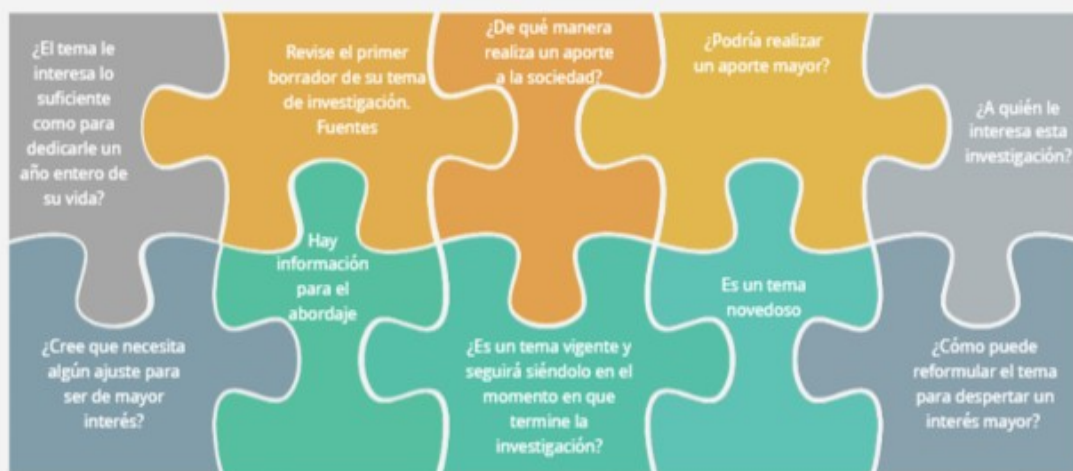 ¿El tema le
interesa lo
suficiente
como para
dedicarle un
año entero de
su vida?
Revise el primer
borrador de su tema
de investigación.
Fuentes
¿De qué manera
realiza un aporte
a la sociedad?
¿Podría realizar
un aporte mayor?
¿A quién le
interesa esta
investigación?
¿Cree que necesita
algún ajuste para
ser de mayor
interés?
Hay
información
para el
abordaje
¿Es un tema vigente y
seguirá siéndolo en el
momento en que
termine la
investigación?
Es un tema
novedoso
¿Cómo puede
reformular el tema
para despertar un
interés mayor?